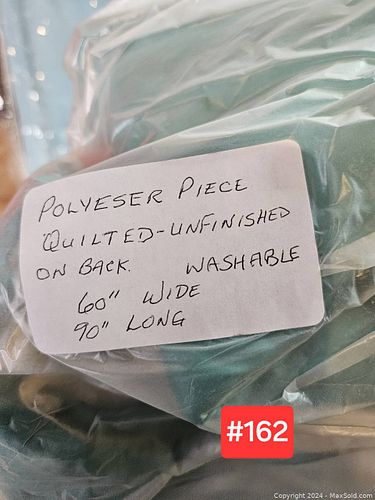 POLYESER PIECE
QUILTED-UNFINISHED
ON BACK. WASHABLE
60" WIDE
90" LONG
#162
Copyright 2024 - MaxSold.com